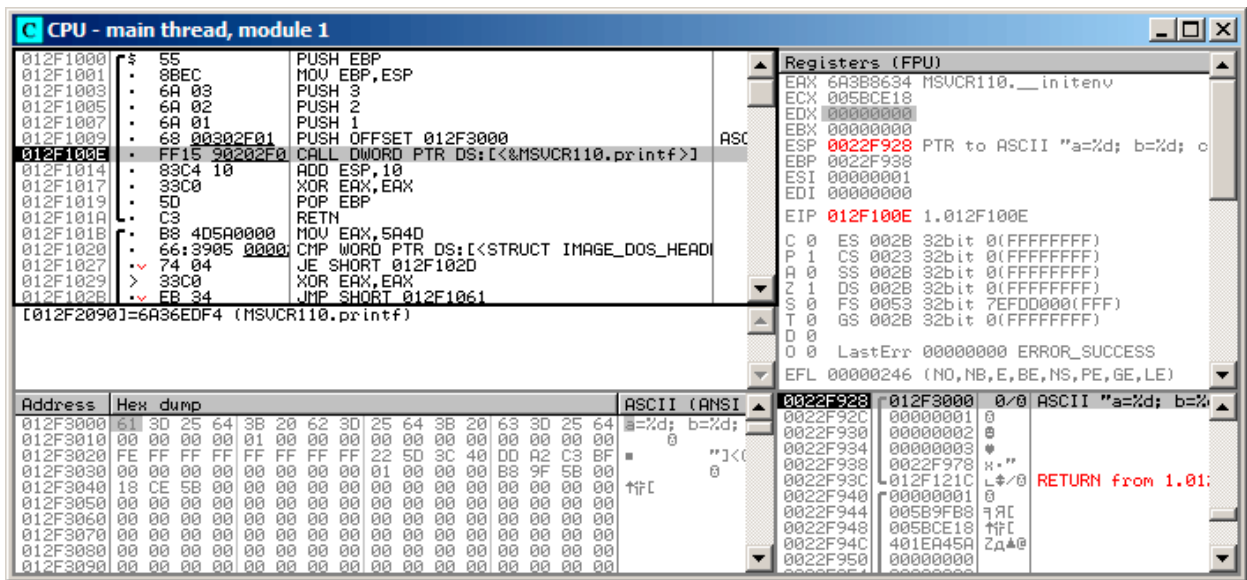 C CPU - main thread, module 1
012F1000 $ 55 PUSH EBP
012F1001 . 8BEC MOV EBP,ESP
012F1003 . 6A 03 PUSH 3
012F1005 . 6A 02 PUSH 2
012F1007 . 6A 01 PUSH 1
012F1009 . 68 00302F01 PUSH OFFSET 012F3000 ASC
012F100E . FF15 90202F0 CALL DWORD PTR DS:[<&MSVCR110.printf>]
012F1014 . 83C4 10 ADD ESP,10
012F1017 . 33C0 XOR EAX,EAX
012F1019 . 5D POP EBP
012F101A . C3 RETN
012F101B . B8 4D5A0000 MOV EAX,5A4D
012F1020 . 66:3905 0000 CMP WORD PTR DS:[<STRUCT IMAGE_DOS_HEAD
012F1027 . 74 04 JE SHORT 012F102D
012F1029 > 33C0 XOR EAX,EAX
012F102B . EB 34 JMP SHORT 012F1061
[012F2090]=6A36EDF4 (MSVCR110.printf)
Registers (FPU)
EAX 6A3B8634 MSVCR110.__initenv
ECX 005BCE18
EDX 00000000
EBX 00000000
ESP 0022F928 PTR to ASCII "a=%d; b=%d; c
EBP 0022F938
ESI 00000001
EDI 00000000
EIP 012F100E 1.012F100E
C 0 ES 002B 32bit 0(FFFFFFFF)
P 1 CS 0023 32bit 0(FFFFFFFF)
A 0 SS 002B 32bit 0(FFFFFFFF)
Z 1 DS 002B 32bit 0(FFFFFFFF)
S 0 FS 0053 32bit 7EFDD000(FFF)
T 0 GS 002B 32bit 0(FFFFFFFF)
D 0
O 0 LastErr 00000000 ERROR_SUCCESS
EFL 00000246 (NO,NB,E,BE,NS,PE,GE,LE)
Address Hex dump ASCII (ANSI
012F3000 61 3D 25 64 3B 20 62 3D 25 64 3B 20 63 3D 25 64 a=%d; b=%d;
012F3010 00 00 00 00 01 00 00 00 00 00 00 00 00 00 00 00
012F3020 FE FF FF FF FF FF FF FF 22 5D 3C 40 DD A2 C3 BF ■ "]<@
012F3030 00 00 00 00 00 00 00 00 01 00 00 00 B8 9F 5B 00
012F3040 18 CE 5B 00 00 00 00 00 00 00 00 00 00 00 00 00 ↑╬[
012F3050 00 00 00 00 00 00 00 00 00 00 00 00 00 00 00 00
012F3060 00 00 00 00 00 00 00 00 00 00 00 00 00 00 00 00
012F3070 00 00 00 00 00 00 00 00 00 00 00 00 00 00 00 00
012F3080 00 00 00 00 00 00 00 00 00 00 00 00 00 00 00 00
012F3090 00 00 00 00 00 00 00 00 00 00 00 00 00 00 00 00
0022F928 012F3000 0/0 ASCII "a=%d; b=%
0022F92C 00000001 ☺
0022F930 00000002 ☻
0022F934 00000003 ♥
0022F938 0022F978 x·"
0022F93C 012F121C ∟↕/☺ RETURN from 1.01
0022F940 00000001 ☺
0022F944 005B9FB8 ╕Я[
0022F948 005BCE18 ↑╬[
0022F94C 401EA45A Zд▲@
0022F950 00000000